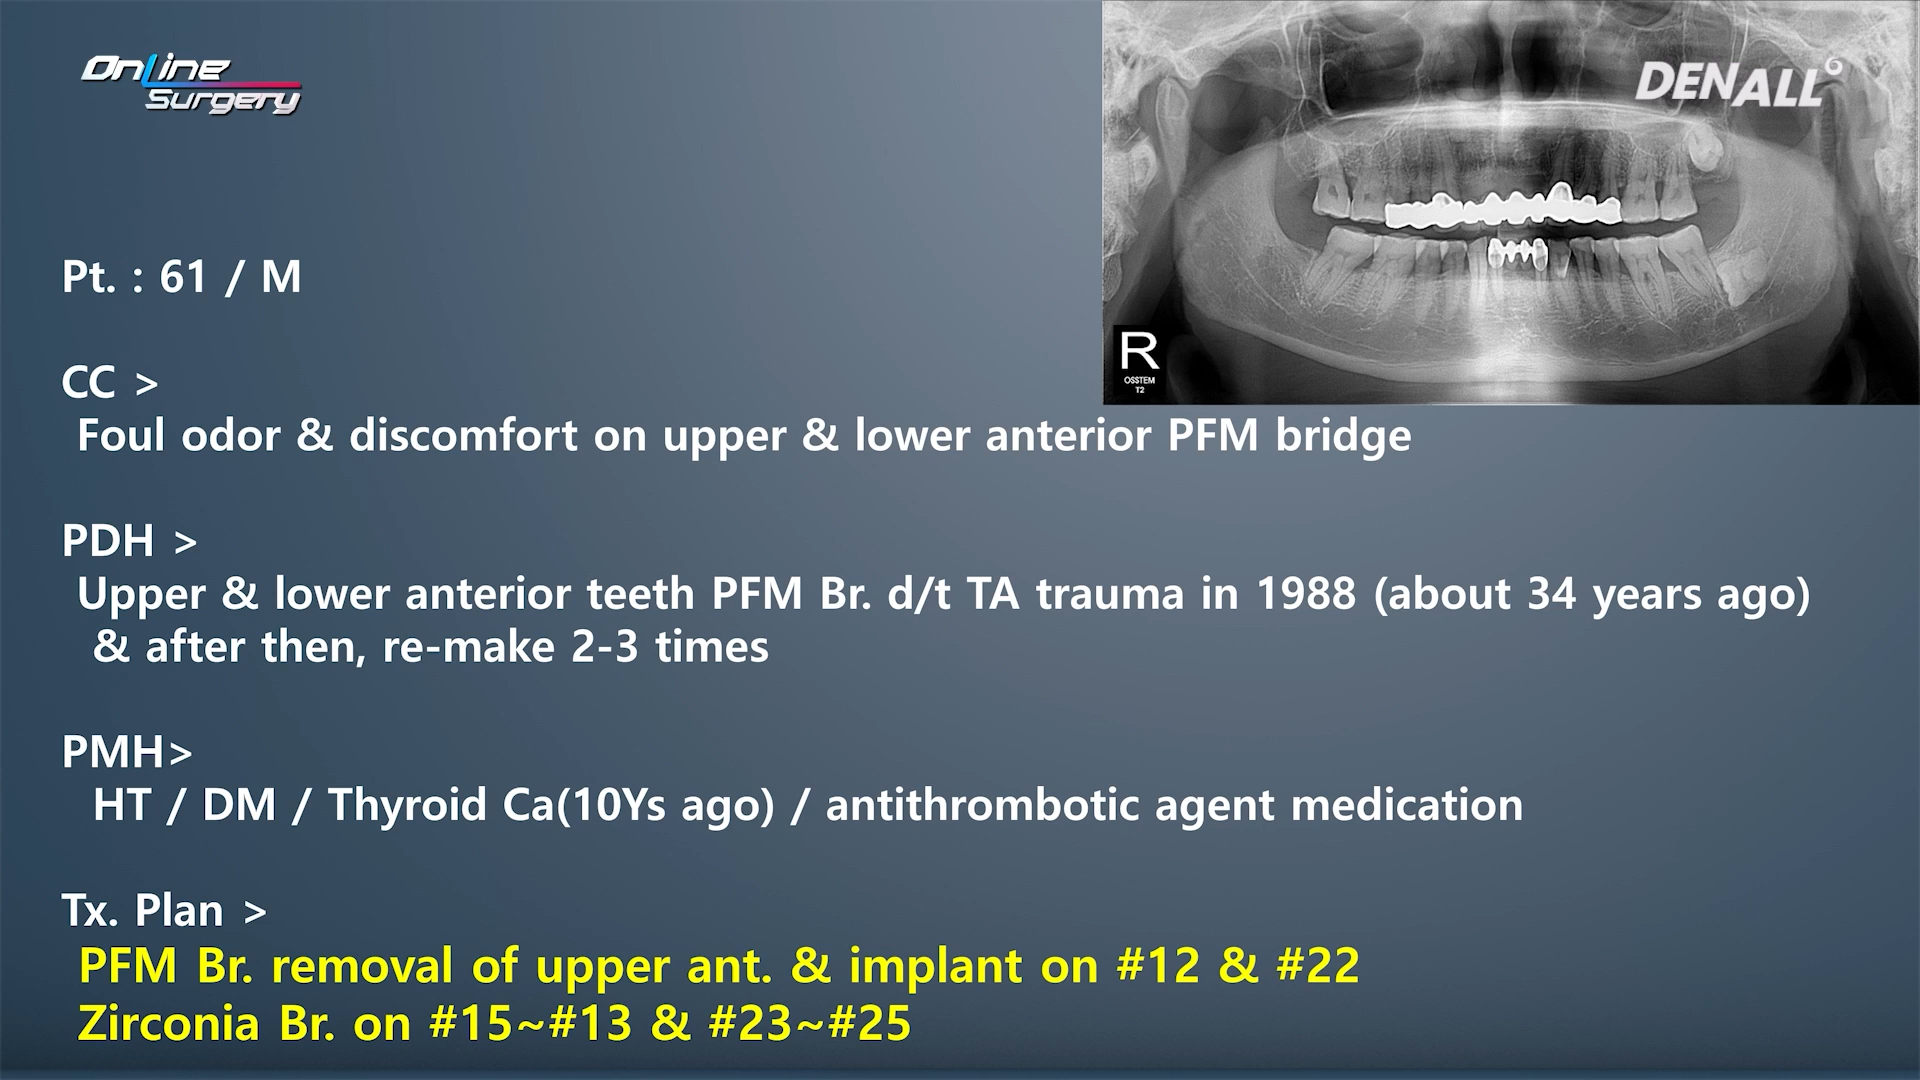 OnLine
Surgery
DENALL
R
OSSTEM
T2
Pt. : 61 / M
CC >
Foul odor & discomfort on upper & lower anterior PFM bridge
PDH >
Upper & lower anterior teeth PFM Br. d/t TA trauma in 1988 (about 34 years ago)
& after then, re-make 2-3 times
PMH>
HT / DM / Thyroid Ca(10Ys ago) / antithrombotic agent medication
Tx. Plan >
PFM Br. removal of upper ant. & implant on #12 & #22
Zirconia Br. on #15~#13 & #23~#25